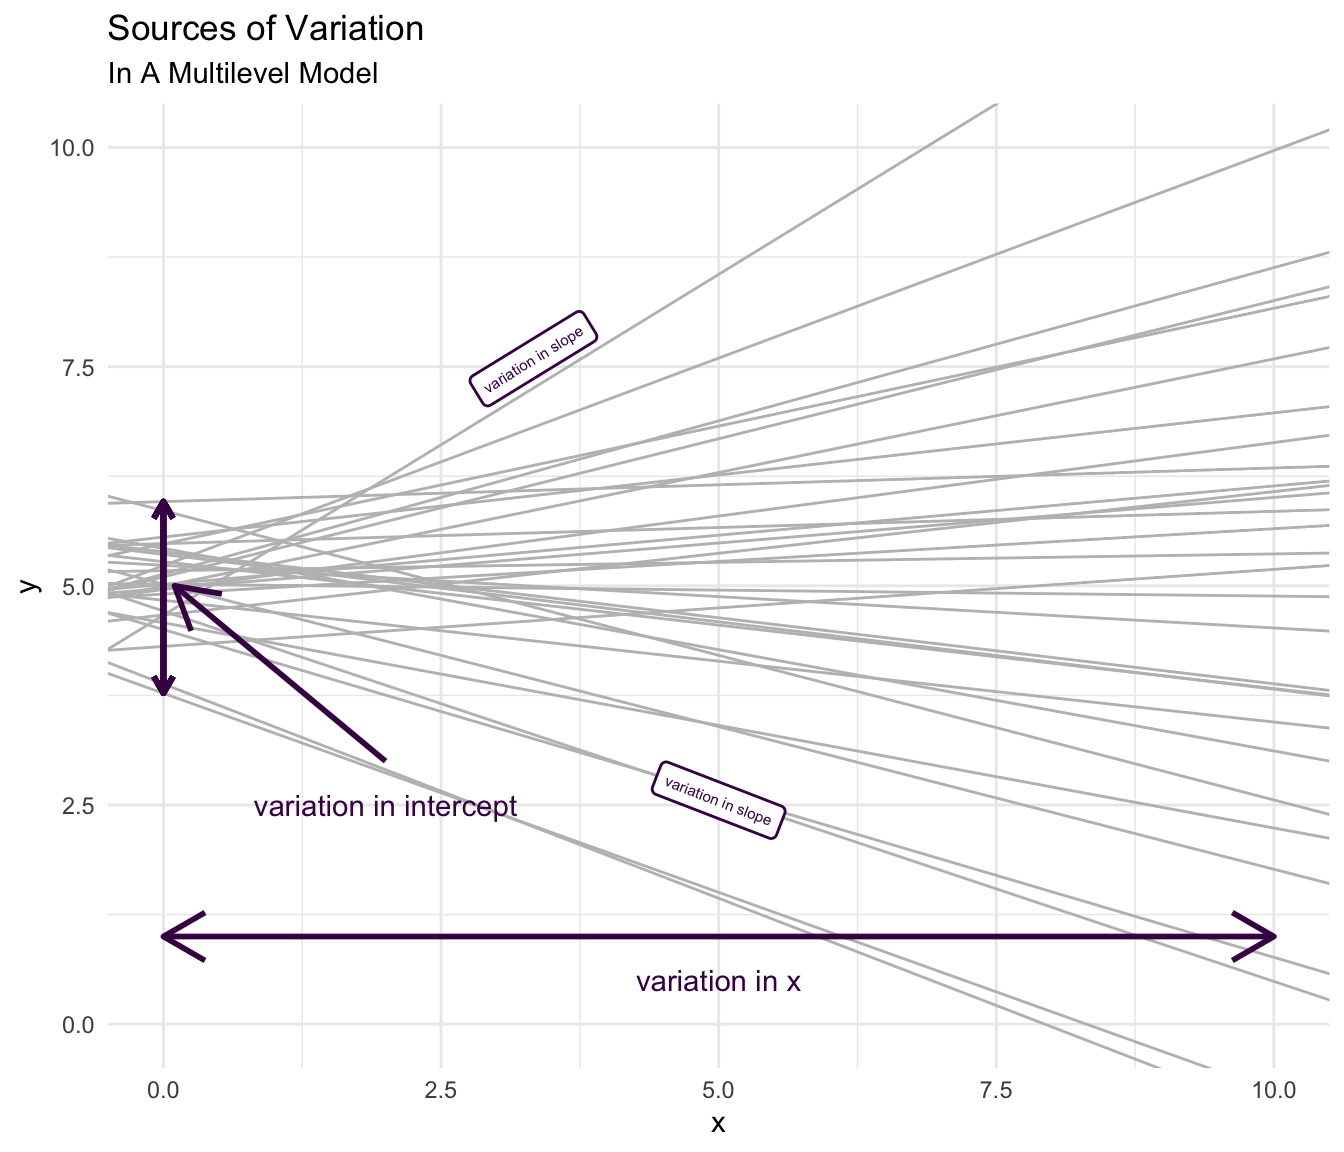 Sources of Variation
In A Multilevel Model
10.0
7.5
5.0
2.5
0.0
y
variation in slope
variation in slope
variation in intercept
variation in x
0.0
2.5
5.0
7.5
10.0
x